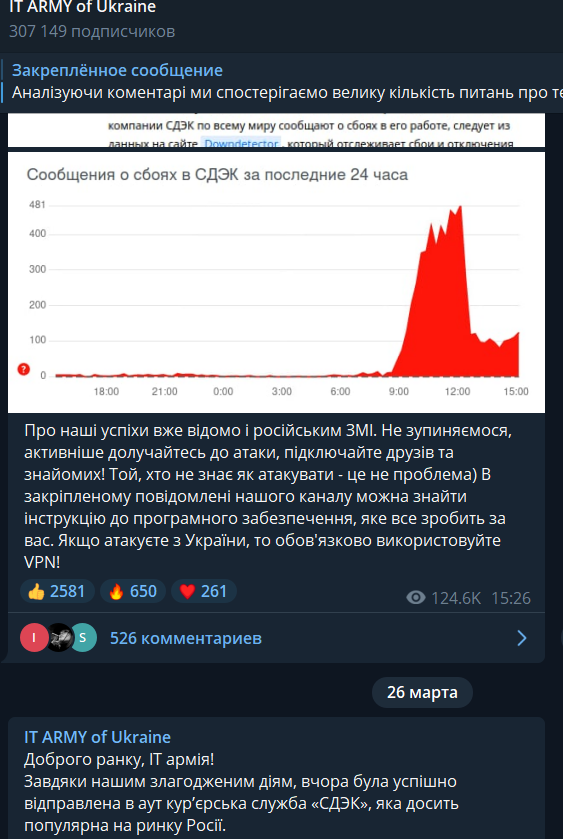 IT ARMY of Ukraine
307 149 подписчиков
Закреплённое сообщение
Аналізуючи коментарі ми спостерігаємо велику кількість питань про те
компании СДЭК по всему миру сообщают о сбоях в его работе, следует из
данных на сайте Downdetector, который отслеживает сбои и отключения
Сообщения о сбоях в СДЭК за последние 24 часа
481
400
300
200
100
0
?
18:00 21:00 0:00 3:00 6:00 9:00 12:00 15:00
Про наші успіхи вже відомо і російським ЗМІ. Не зупиняємося,
активніше долучайтесь до атаки, підключайте друзів та
знайомих! Той, хто не знає як атакувати - це не проблема) В
закріпленому повідомлені нашого каналу можна знайти
інструкцію до програмного забезпечення, яке все зробить за
вас. Якщо атакуєте з України, то обов'язково використовуйте
VPN!
2581 650 261
124.6K 15:26
I S 526 комментариев
26 марта
IT ARMY of Ukraine
Доброго ранку, IT армія!
Завдяки нашим злагодженим діям, вчора була успішно
відправлена в аут кур’єрська служба «СДЭК», яка досить
популярна на ринку Росії.